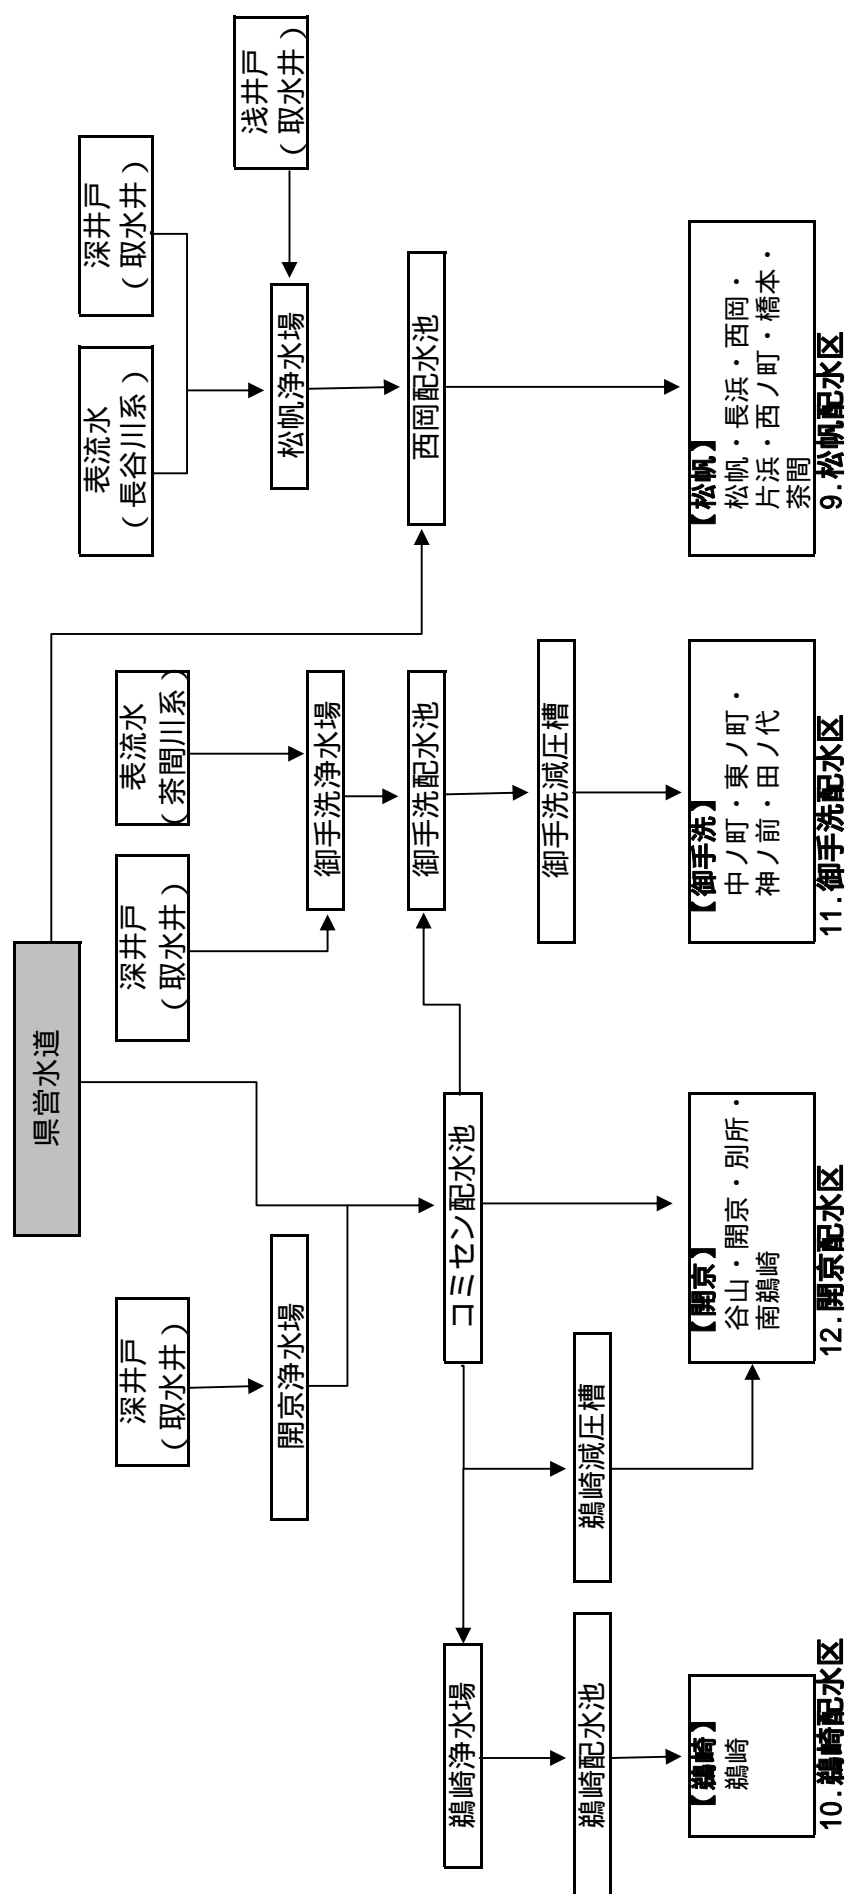 県営水道
深井戸
（取水井）
開京浄水場
鵜崎浄水場
鵜崎配水池
【鵜崎】
鵜崎
10．鵜崎配水区
コミセン配水池
鵜崎減圧槽
【開京】
谷山・開京・別所・
南鵜崎
12．開京配水区
深井戸
（取水井）
表流水
（茶間川系）
御手洗浄水場
御手洗配水池
御手洗減圧槽
【御手洗】
中ノ町・東ノ町・
神ノ前・田ノ代
11．御手洗配水区
表流水
（長谷川系）
深井戸
（取水井）
浅井戸
（取水井）
松帆浄水場
西岡配水池
【松帆】
松帆・長浜・西岡・
片浜・西ノ町・橋本・
茶間
9．松帆配水区